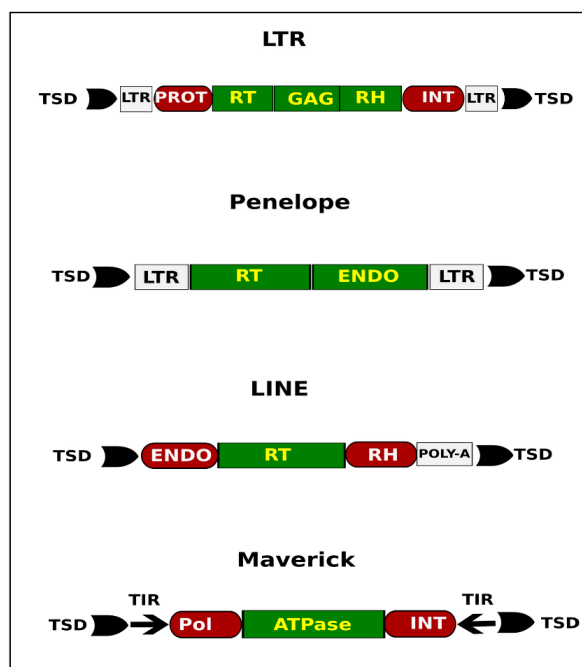 LTR
TSD LTR PROT RT GAG RH INT LTR TSD
Penelope
TSD LTR RT ENDO LTR TSD
LINE
TSD ENDO RT RH POLY-A TSD
Maverick
TIR TIR
TSD Pol ATPase INT TSD